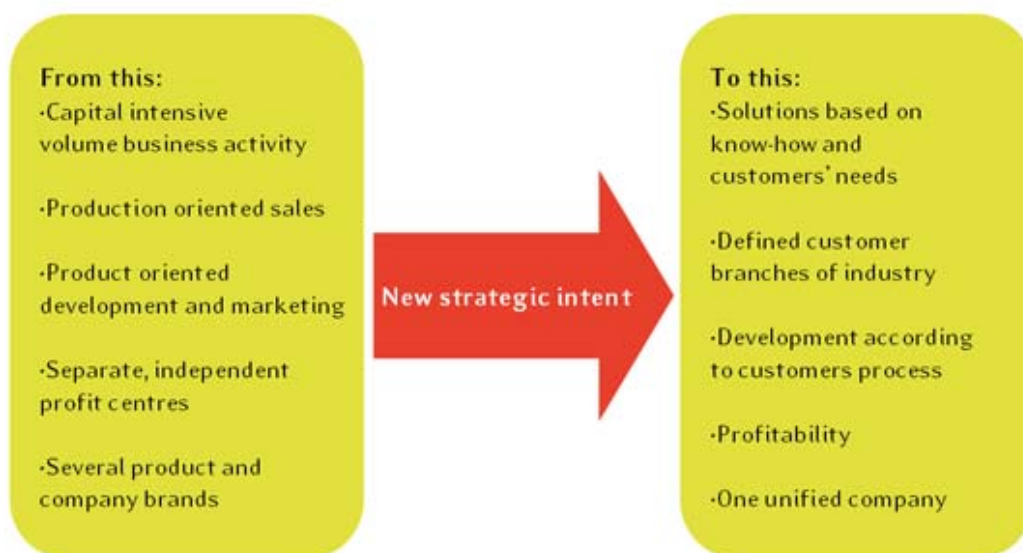 From this:
·Capital intensive
volume business activity
·Production oriented sales
·Product oriented
development and marketing
·Separate, independent
profit centres
·Several product and
company brands
New strategic intent
To this:
·Solutions based on
know-how and
customers' needs
·Defined customer
branches of industry
·Development according
to customers process
·Profitability
·One unified company